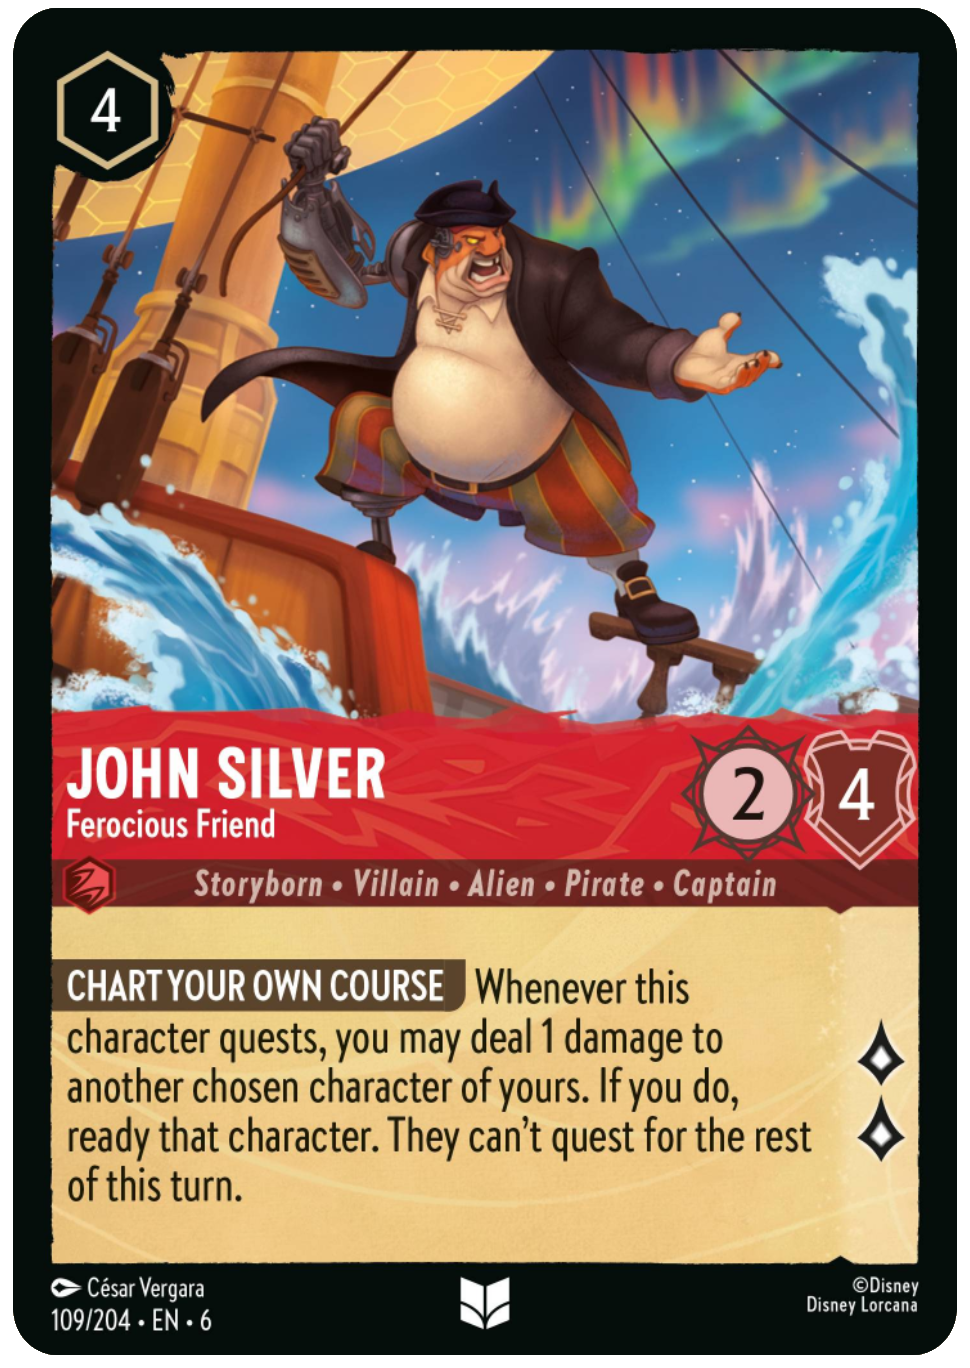 4
JOHN SILVER
Ferocious Friend
2
4
Storyborn • Villain • Alien • Pirate • Captain
CHART YOUR OWN COURSE Whenever this
character quests, you may deal 1 damage to
another chosen character of yours. If you do,
ready that character. They can't quest for the rest
of this turn.
César Vergara
109/204 • EN • 6
©Disney
Disney Lorcana